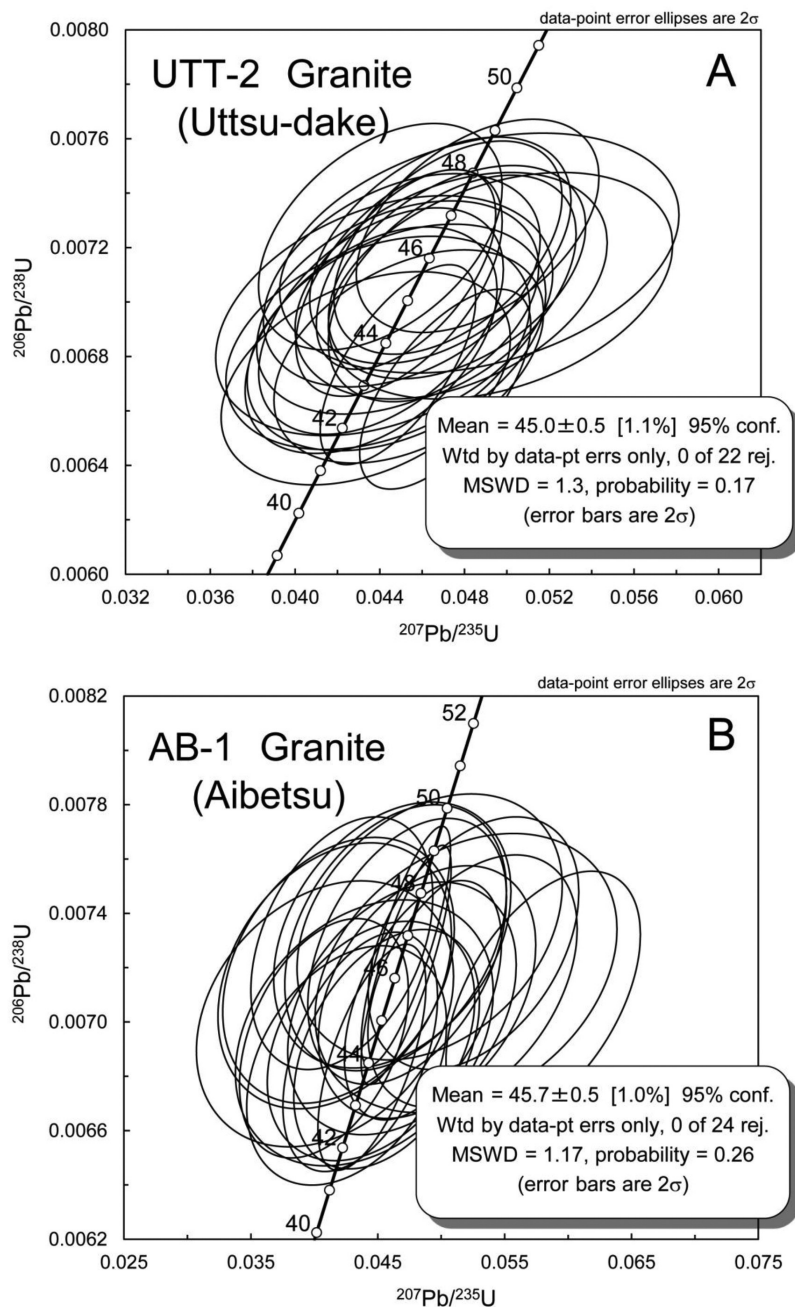 data-point error ellipses are 2σ
0.0080
UTT-2 Granite
(Uttsu-dake)
A
50
0.0076
48
0.0072
46
²⁰⁶Pb/²³⁸U
44
0.0068
42
Mean = 45.0±0.5 [1.1%] 95% conf.
Wtd by data-pt errs only, 0 of 22 rej.
MSWD = 1.3, probability = 0.17
(error bars are 2σ)
0.0064
40
0.0060
0.032 0.036 0.040 0.044 0.048 0.052 0.056 0.060
²⁰⁷Pb/²³⁵U
data-point error ellipses are 2σ
0.0082
52
AB-1 Granite
(Aibetsu)
B
0.0078
50
48
0.0074
46
²⁰⁶Pb/²³⁸U
0.0070
44
Mean = 45.7±0.5 [1.0%] 95% conf.
Wtd by data-pt errs only, 0 of 24 rej.
MSWD = 1.17, probability = 0.26
(error bars are 2σ)
0.0066
42
40
0.0062
0.025 0.035 0.045 0.055 0.065 0.075
²⁰⁷Pb/²³⁵U